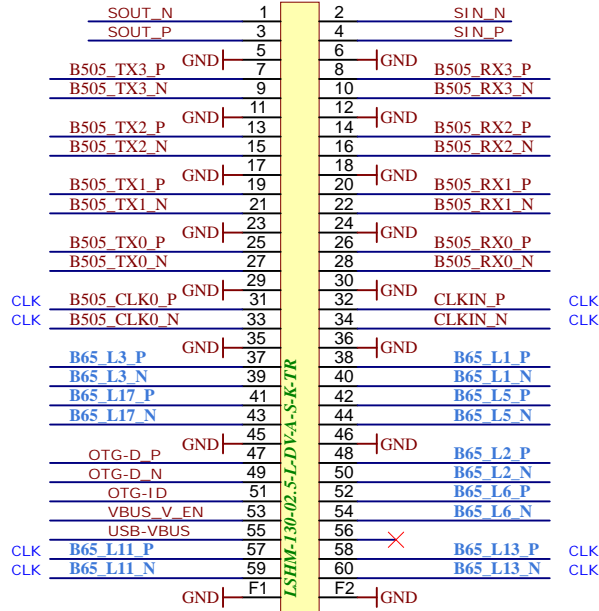 SOUT_N 1 2 SIN_N
SOUT_P 3 4 SIN_P
GND 5 6 GND
B505_TX3_P 7 8 B505_RX3_P
B505_TX3_N 9 10 B505_RX3_N
GND 11 12 GND
B505_TX2_P 13 14 B505_RX2_P
B505_TX2_N 15 16 B505_RX2_N
GND 17 18 GND
B505_TX1_P 19 20 B505_RX1_P
B505_TX1_N 21 22 B505_RX1_N
GND 23 24 GND
B505_TX0_P 25 26 B505_RX0_P
B505_TX0_N 27 28 B505_RX0_N
GND 29 30 GND
CLK B505_CLK0_P 31 32 CLKIN_P CLK
CLK B505_CLK0_N 33 34 CLKIN_N CLK
GND 35 36 GND
B65_L3_P 37 38 B65_L1_P
B65_L3_N 39 40 B65_L1_N
B65_L17_P 41 42 B65_L5_P
B65_L17_N 43 44 B65_L5_N
GND 45 46 GND
OTG-D_P 47 48 B65_L2_P
OTG-D_N 49 50 B65_L2_N
OTG-ID 51 52 B65_L6_P
VBUS_V_EN 53 54 B65_L6_N
USB-VBUS 55 56
CLK B65_L11_P 57 58 B65_L13_P CLK
CLK B65_L11_N 59 60 B65_L13_N CLK
GND F1 F2 GND
LSHM-130-02.5-L-DV-A-S-K-TR